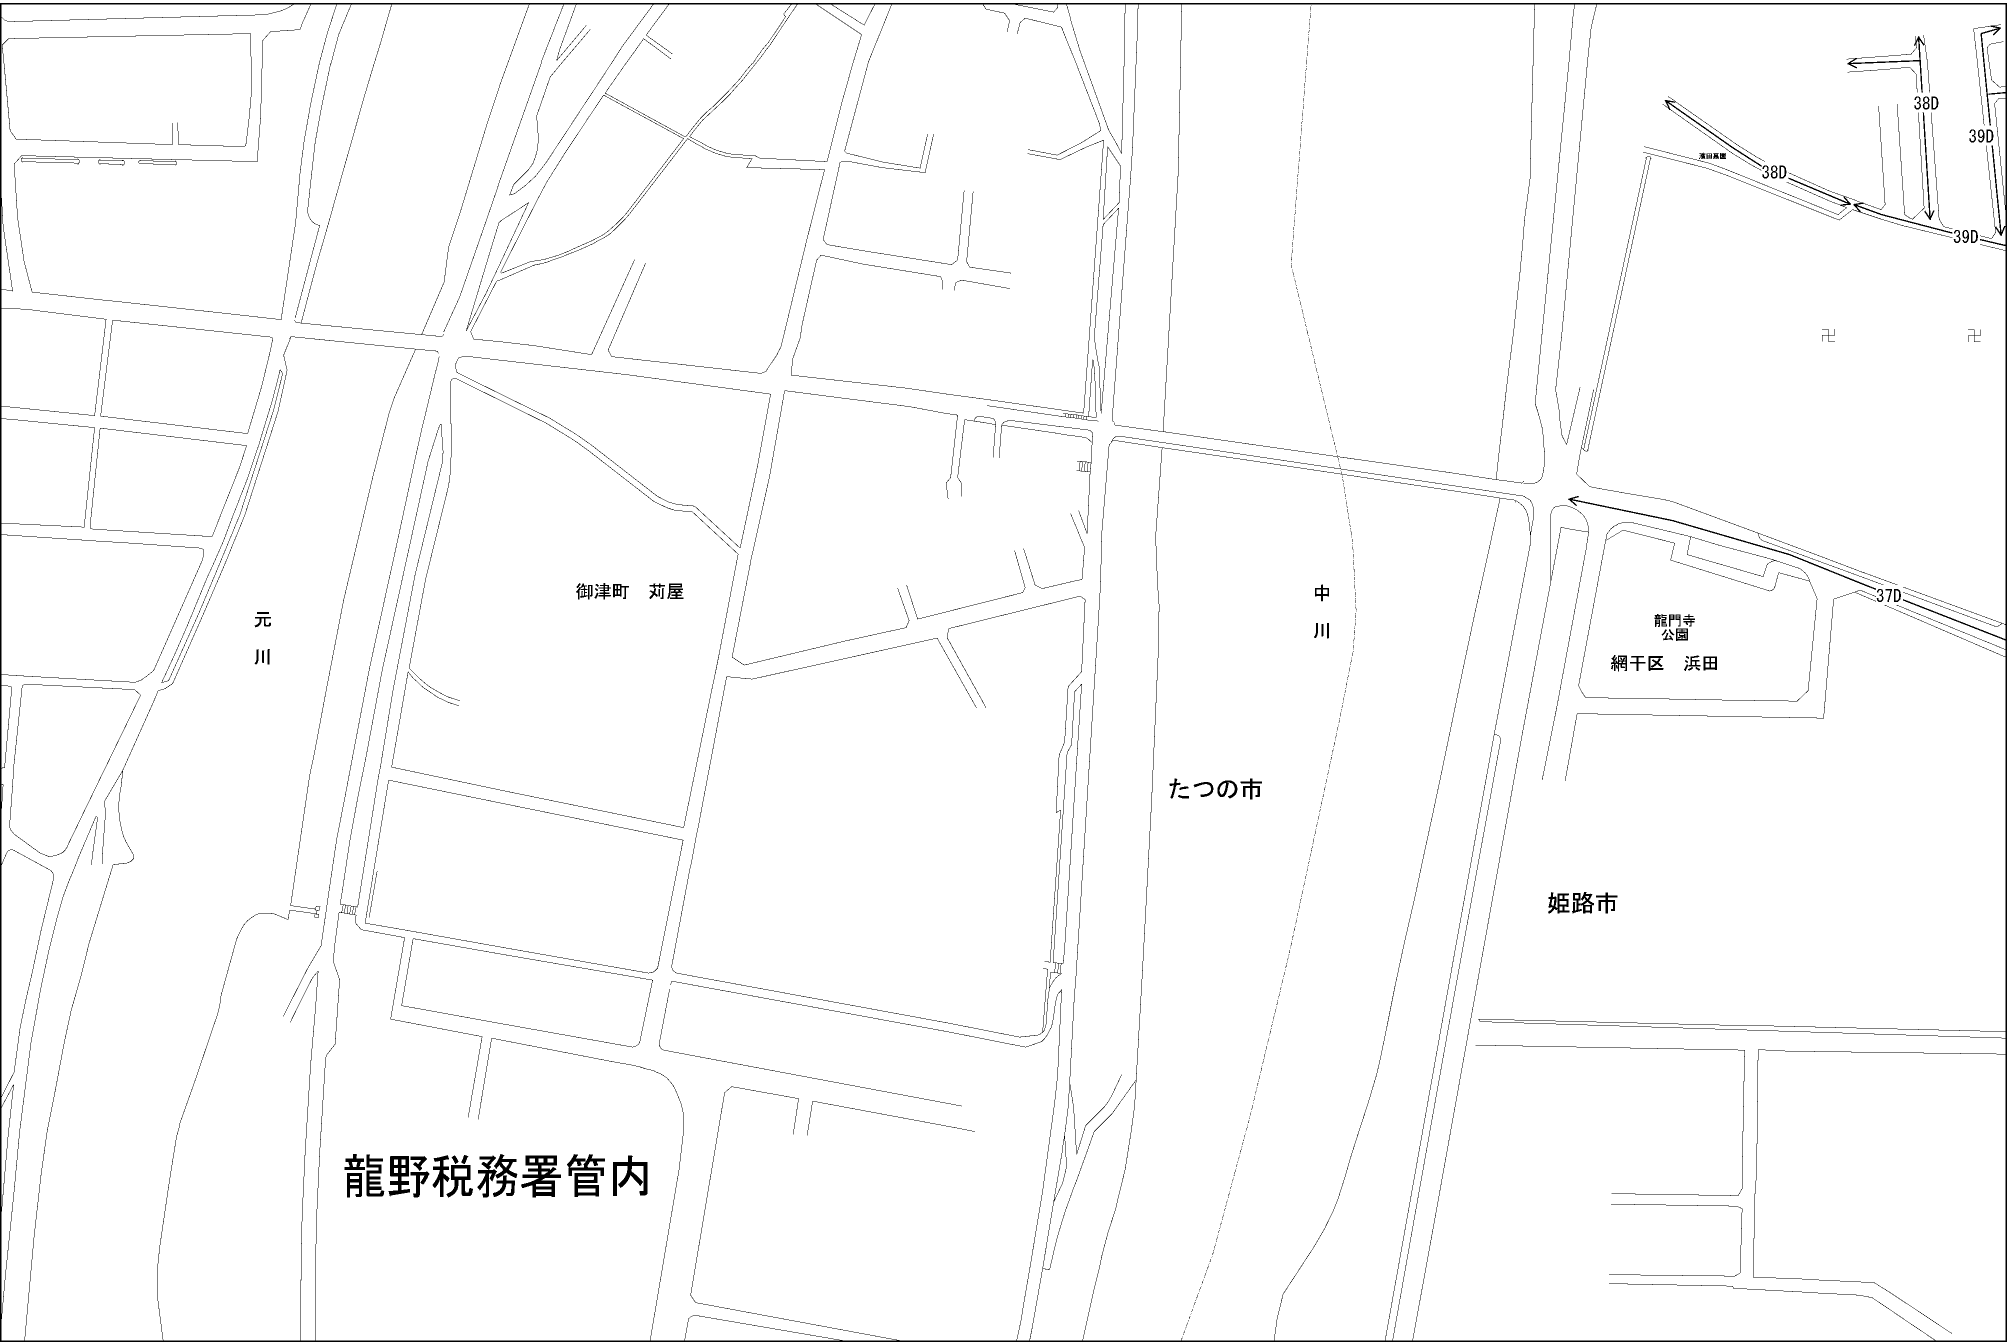 38D
39D
38D
39D
37D
御津町　苅屋
元
川
中
川
龍門寺
公園
網干区　浜田
たつの市
姫路市
龍野税務署管内